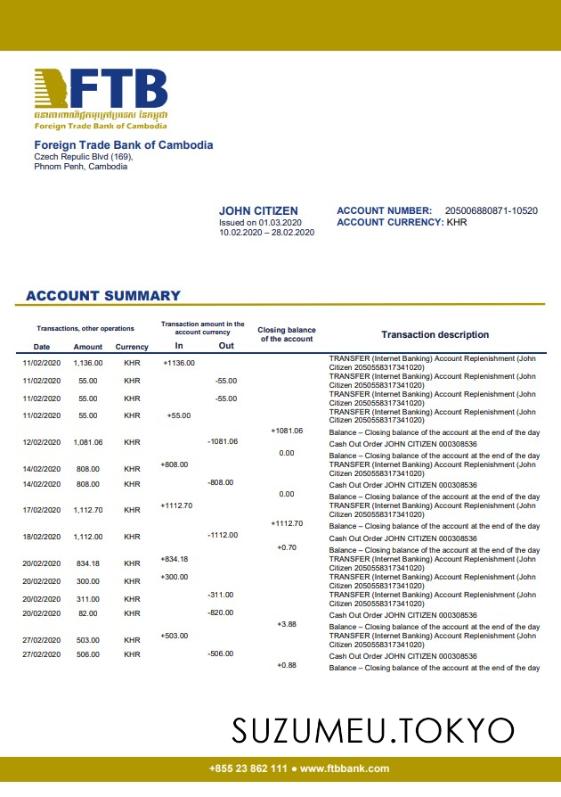 FTB
Foreign Trade Bank of Cambodia
Foreign Trade Bank of Cambodia
Czech Repulic Blvd (169),
Phnom Penh, Cambodia
JOHN CITIZEN
Issued on 01.03.2020
10.02.2020 – 28.02.2020
ACCOUNT NUMBER: 205006880871-10520
ACCOUNT CURRENCY: KHR
ACCOUNT SUMMARY
Transactions, other operations
Transaction amount in the
account currency
Closing balance
of the account
Transaction description
Date Amount Currency In Out
11/02/2020 1,136.00 KHR +1136.00 TRANSFER (Internet Banking) Account Replenishment (John
Citizen 2050558317341020)
11/02/2020 55.00 KHR -55.00 TRANSFER (Internet Banking) Account Replenishment (John
Citizen 2050558317341020)
11/02/2020 55.00 KHR -55.00 TRANSFER (Internet Banking) Account Replenishment (John
Citizen 2050558317341020)
11/02/2020 55.00 KHR +55.00 TRANSFER (Internet Banking) Account Replenishment (John
Citizen 2050558317341020)
+1081.06 Balance – Closing balance of the account at the end of the day
12/02/2020 1,081.06 KHR -1081.06 Cash Out Order JOHN CITIZEN 000308536
0.00 Balance – Closing balance of the account at the end of the day
14/02/2020 808.00 KHR +808.00 TRANSFER (Internet Banking) Account Replenishment (John
Citizen 2050558317341020)
14/02/2020 808.00 KHR -808.00 Cash Out Order JOHN CITIZEN 000308536
0.00 Balance – Closing balance of the account at the end of the day
17/02/2020 1,112.70 KHR +1112.70 TRANSFER (Internet Banking) Account Replenishment (John
Citizen 2050558317341020)
+1112.70 Balance – Closing balance of the account at the end of the day
18/02/2020 1,112.00 KHR -1112.00 Cash Out Order JOHN CITIZEN 000308536
+0.70 Balance – Closing balance of the account at the end of the day
20/02/2020 834.18 KHR +834.18 TRANSFER (Internet Banking) Account Replenishment (John
Citizen 2050558317341020)
20/02/2020 300.00 KHR +300.00 TRANSFER (Internet Banking) Account Replenishment (John
Citizen 2050558317341020)
20/02/2020 311.00 KHR -311.00 TRANSFER (Internet Banking) Account Replenishment (John
Citizen 2050558317341020)
20/02/2020 82.00 KHR -820.00 Cash Out Order JOHN CITIZEN 000308536
+3.88 Balance – Closing balance of the account at the end of the day
27/02/2020 503.00 KHR +503.00 TRANSFER (Internet Banking) Account Replenishment (John
Citizen 2050558317341020)
27/02/2020 506.00 KHR -506.00 Cash Out Order JOHN CITIZEN 000308536
+0.88 Balance – Closing balance of the account at the end of the day
SUZUMEU.TOKYO
+855 23 862 111 ● www.ftbbank.com